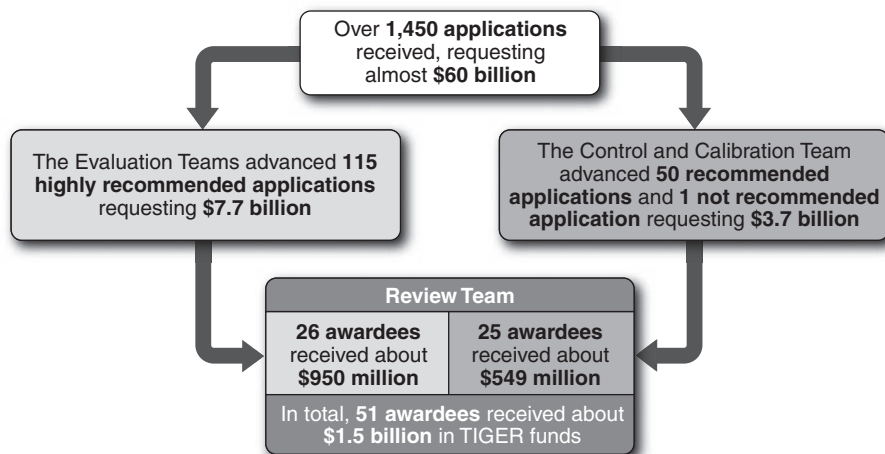 Over 1,450 applications
received, requesting
almost $60 billion
The Evaluation Teams advanced 115
highly recommended applications
requesting $7.7 billion
The Control and Calibration Team
advanced 50 recommended
applications and 1 not recommended
application requesting $3.7 billion
Review Team
26 awardees
received about
$950 million
25 awardees
received about
$549 million
In total, 51 awardees received about
$1.5 billion in TIGER funds